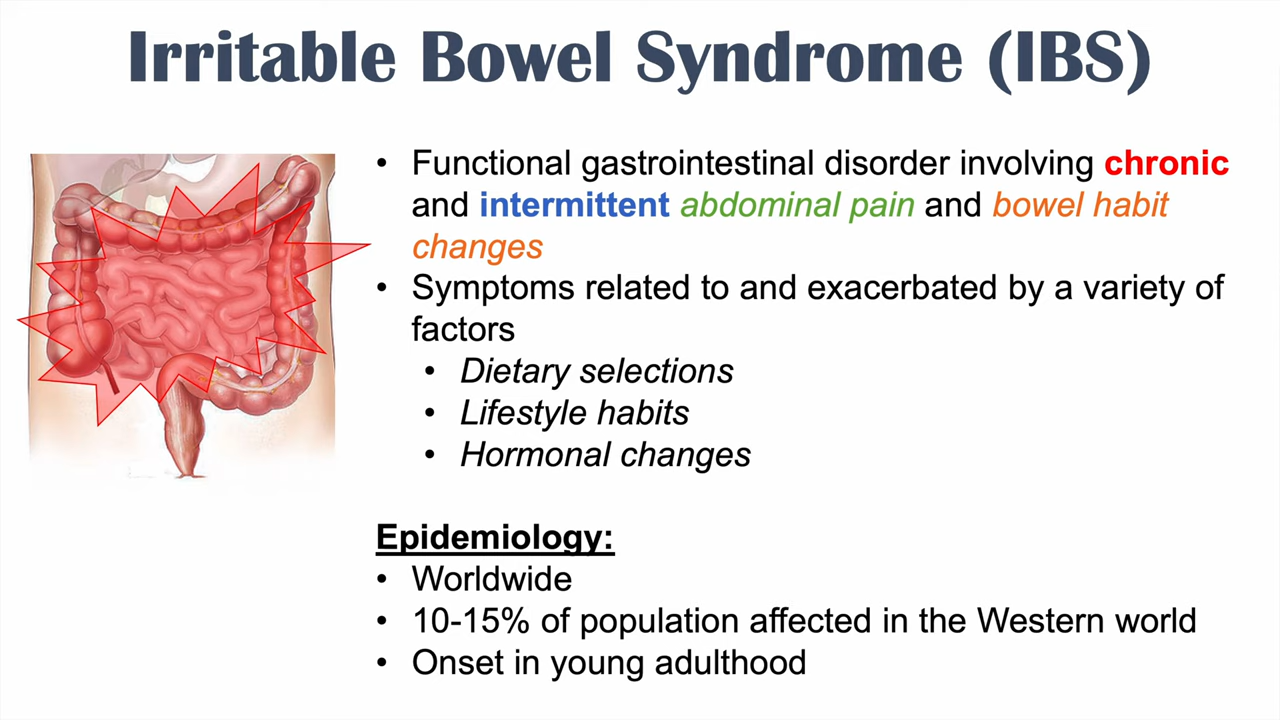 Irritable Bowel Syndrome (IBS)
• Functional gastrointestinal disorder involving chronic
and intermittent abdominal pain and bowel habit
changes
• Symptoms related to and exacerbated by a variety of
factors
• Dietary selections
• Lifestyle habits
• Hormonal changes
Epidemiology:
• Worldwide
• 10-15% of population affected in the Western world
• Onset in young adulthood